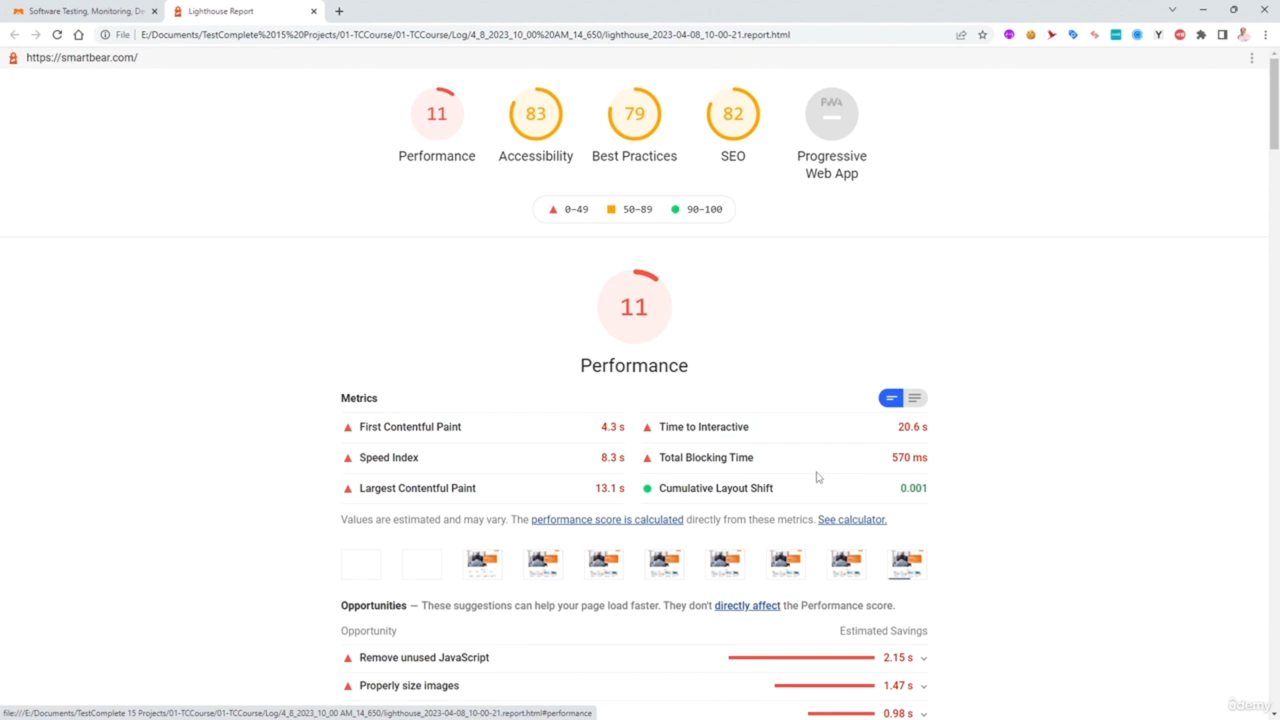 Software Testing, Monitoring, De
Lighthouse Report
File
E:/Documents/TestComplete%2015%20Projects/01-TCCourse/01-TCCourse/Log/4_8_2023_10_00%20AM_14_650/lighthouse_2023-04-08_10-00-21.report.html
https://smartbear.com/
11
83
79
82
PWA
Performance
Accessibility
Best Practices
SEO
Progressive
Web App
0–49
50–89
90–100
11
Performance
Metrics
First Contentful Paint 4.3 s
Time to Interactive 20.6 s
Speed Index 8.3 s
Total Blocking Time 570 ms
Largest Contentful Paint 13.1 s
Cumulative Layout Shift 0.001
Values are estimated and may vary. The performance score is calculated directly from these metrics. See calculator.
Opportunities — These suggestions can help your page load faster. They don't directly affect the Performance score.
Opportunity Estimated Savings
Remove unused JavaScript 2.15 s
Properly size images 1.47 s
0.98 s
file:///E:/Documents/TestComplete 15 Projects/01-TCCourse/01-TCCourse/Log/4_8_2023_10_00 AM_14_650/lighthouse_2023-04-08_10-00-21.report.html#performance
Udemy